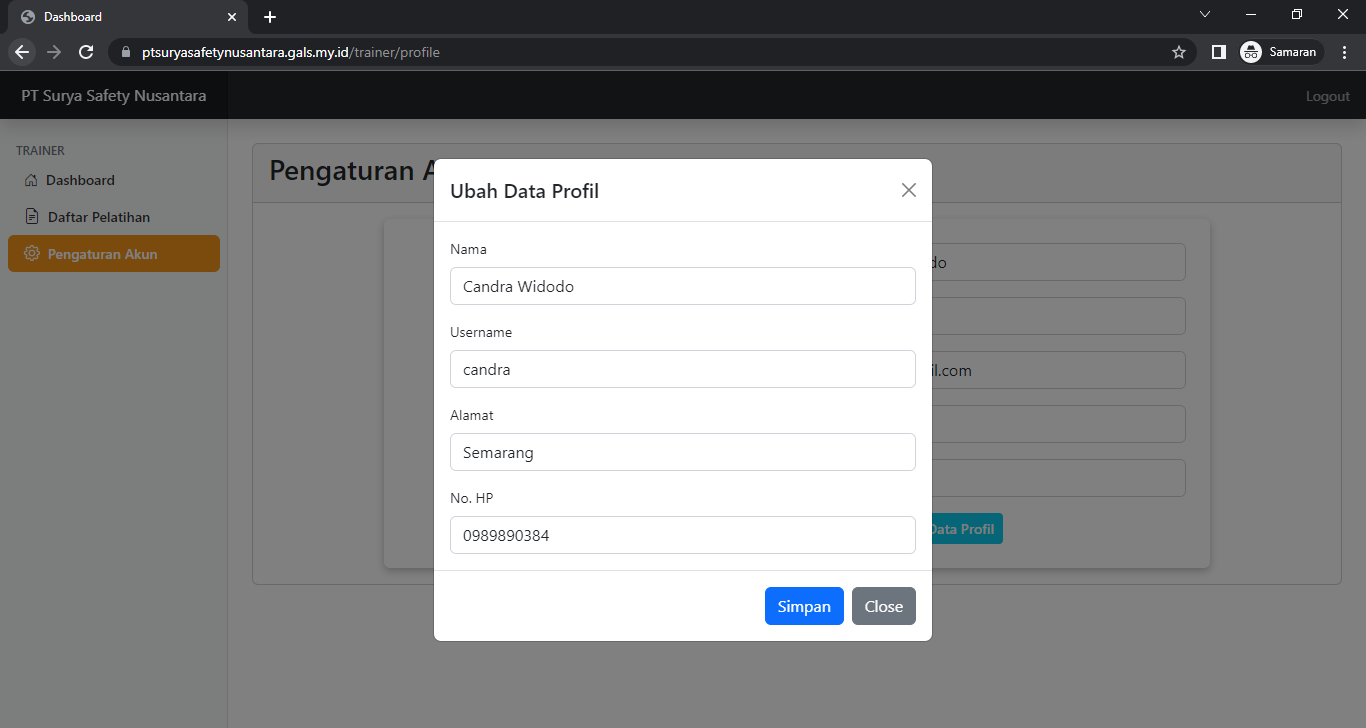 Dashboard
ptsuryasafetynusantara.gals.my.id/trainer/profile
Samaran
PT Surya Safety Nusantara
Logout
TRAINER
Dashboard
Daftar Pelatihan
Pengaturan Akun
Pengaturan A
do
il.com
Data Profil
Ubah Data Profil
Nama
Candra Widodo
Username
candra
Alamat
Semarang
No. HP
0989890384
Simpan
Close